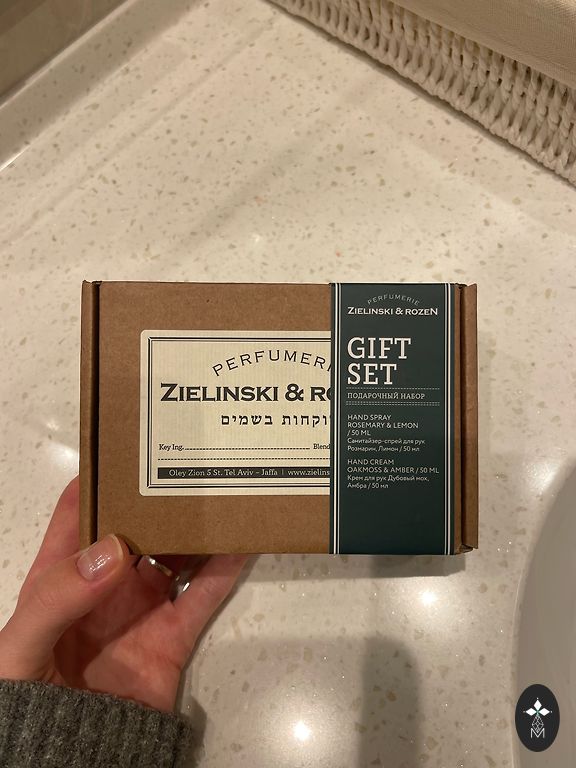 PERFUMERI
ZIELINSKI & RO
רוקחות בשמים
Key Ing. Blend
Oley Zion 5 St. Tel Aviv – Jaffa | www.zielins
PERFUMERIE
ZIELINSKI & ROZEN
GIFT
SET
ПОДАРОЧНЫЙ НАБОР
HAND SPRAY
ROSEMARY & LEMON
/ 50 ML
Санитайзер-спрей для рук
Розмарин, Лимон / 50 мл
HAND CREAM
OAKMOSS & AMBER / 50 ML
Крем для рук Дубовый мох,
Амбра / 50 мл
M